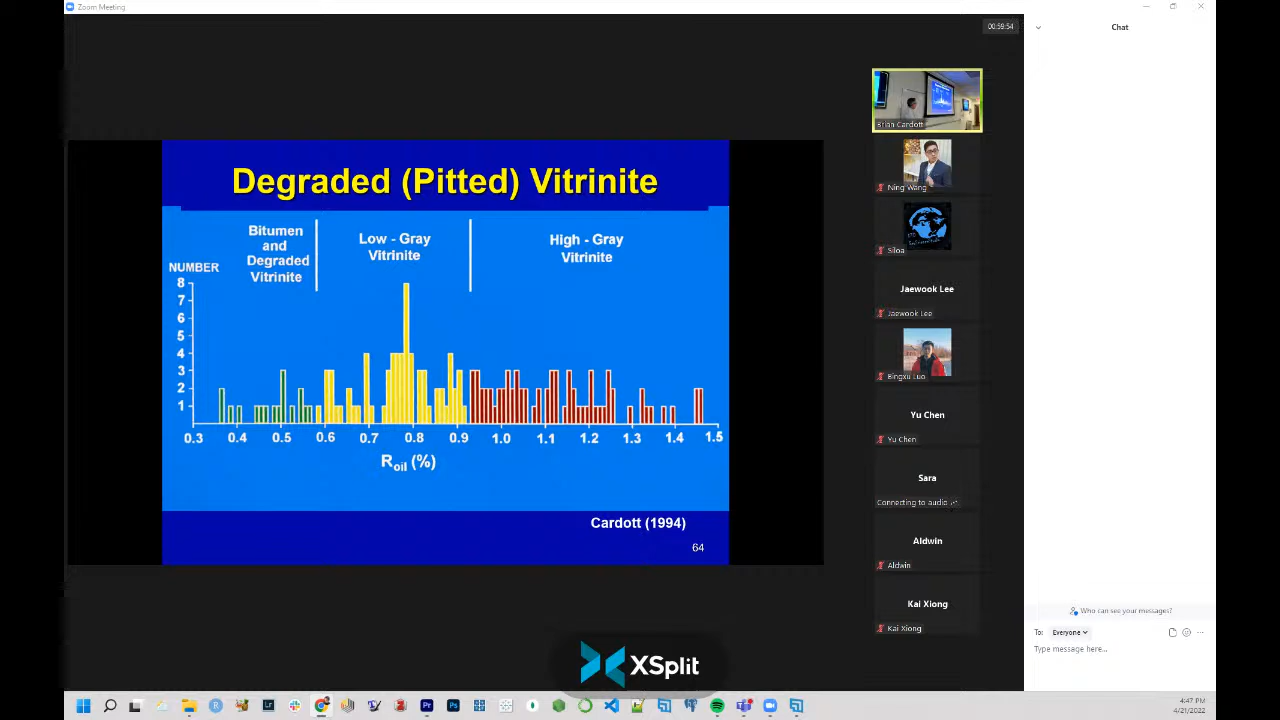 Zoom Meeting
00:59:54
Chat
Brian Cardott
Ning Wang
Siloa
Jaewook Lee
Jaewook Lee
Bingxu Luo
Yu Chen
Yu Chen
Sara
Connecting to audio
Aldwin
Aldwin
Kai Xiong
Kai Xiong
Degraded (Pitted) Vitrinite
Bitumen
and
Degraded
Vitrinite
Low - Gray
Vitrinite
High - Gray
Vitrinite
NUMBER
8
7
6
5
4
3
2
1
0.3 0.4 0.5 0.6 0.7 0.8 0.9 1.0 1.1 1.2 1.3 1.4 1.5
Roil (%)
Cardott (1994)
64
XSplit
Who can see your messages?
To: Everyone
Type message here...
4:47 PM
4/21/2022